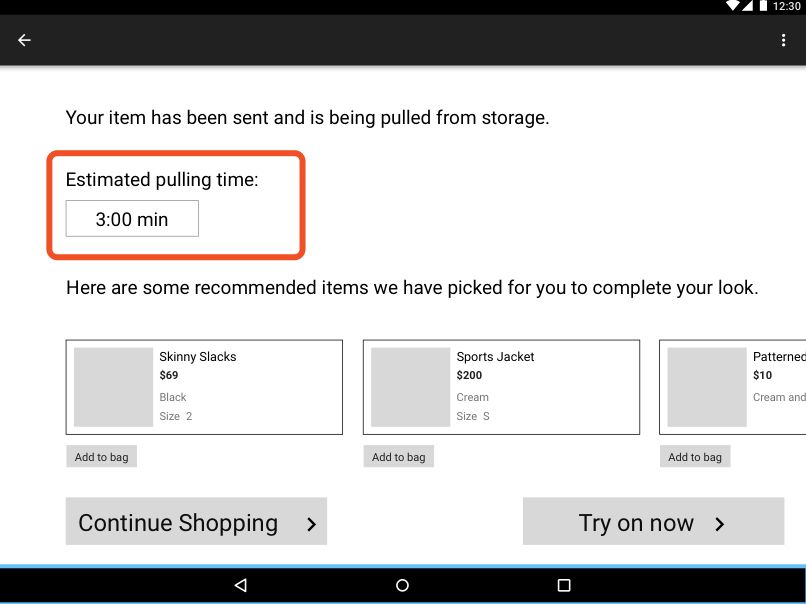 12:30
Your item has been sent and is being pulled from storage.
Estimated pulling time:
3:00 min
Here are some recommended items we have picked for you to complete your look.
Skinny Slacks
$69
Black
Size 2
Add to bag
Sports Jacket
$200
Cream
Size S
Add to bag
Patterned
$10
Cream and
Add to bag
Continue Shopping
Try on now